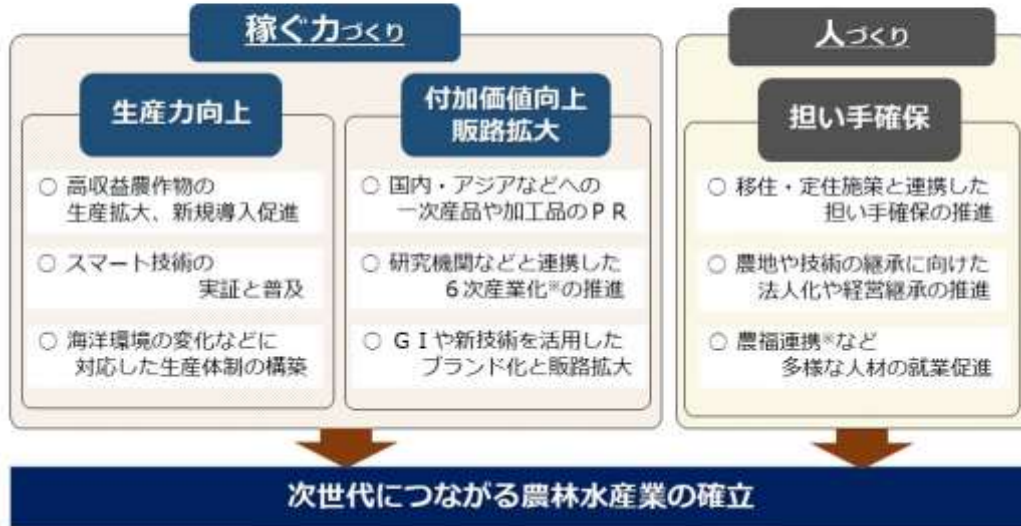 稼ぐ力づくり
生産力向上
○ 高収益農作物の
生産拡大、新規導入促進
○ スマート技術の
実証と普及
○ 海洋環境の変化などに
対応した生産体制の構築
付加価値向上
販路拡大
○ 国内・アジアなどへの
一次産品や加工品のＰＲ
○ 研究機関などと連携した
６次産業化※の推進
○ ＧＩや新技術を活用した
ブランド化と販路拡大
人づくり
担い手確保
○ 移住・定住施策と連携した
担い手確保の推進
○ 農地や技術の継承に向けた
法人化や経営継承の推進
○ 農福連携※など
多様な人材の就業促進
次世代につながる農林水産業の確立